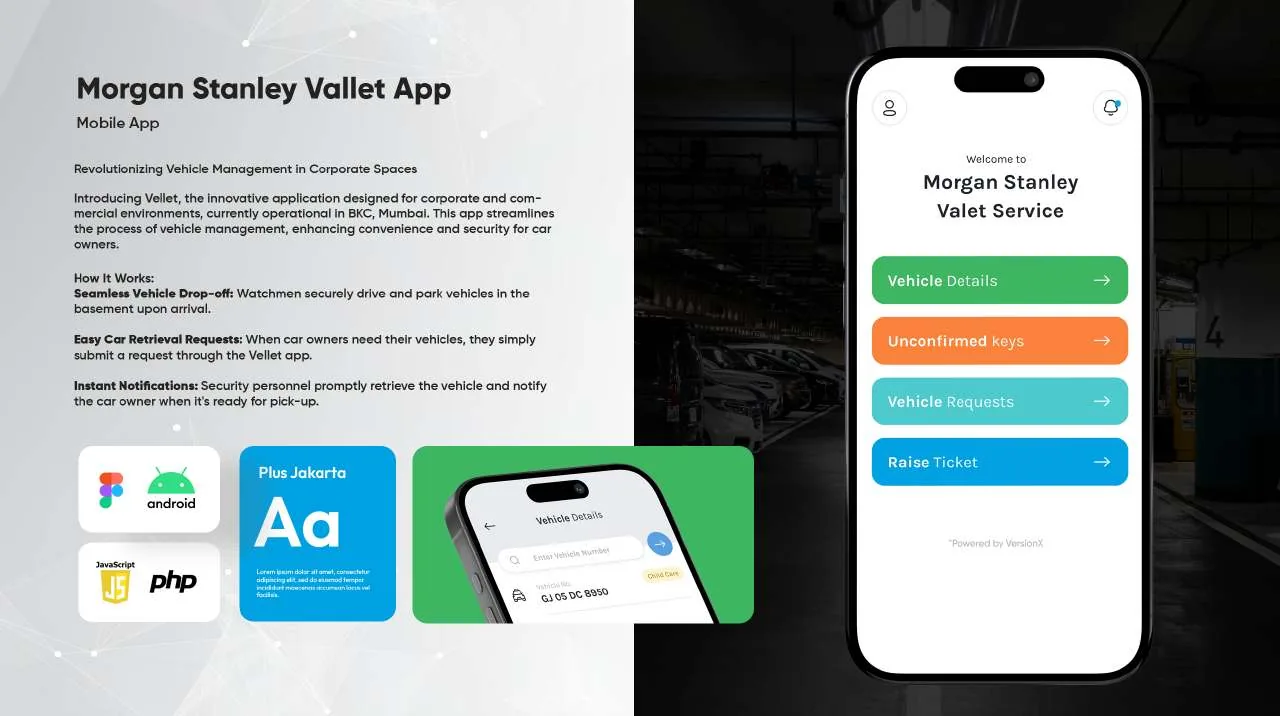 Morgan Stanley Vallet App
Mobile App
Revolutionizing Vehicle Management in Corporate Spaces
Introducing Vellet, the innovative application designed for corporate and com-
mercial environments, currently operational in BKC, Mumbai. This app streamlines
the process of vehicle management, enhancing convenience and security for car
owners.
How It Works:
Seamless Vehicle Drop-off: Watchmen securely drive and park vehicles in the
basement upon arrival.
Easy Car Retrieval Requests: When car owners need their vehicles, they simply
submit a request through the Vellet app.
Instant Notifications: Security personnel promptly retrieve the vehicle and notify
the car owner when it's ready for pick-up.
android
JavaScript
JS
php
Plus Jakarta
Aa
Lorem ipsum dolor sit amet, consectetur
adipiscing elit, sed do eiusmod tempor
incididunt maecenas accumsan lacus vel
facilisis.
Vehicle Details
Enter Vehicle Number
Child Care
Vehicle No.
GJ 05 DC 8950
Welcome to
Morgan Stanley
Valet Service
Vehicle Details
Unconfirmed keys
Vehicle Requests
Raise Ticket
"Powered by VersionX
4